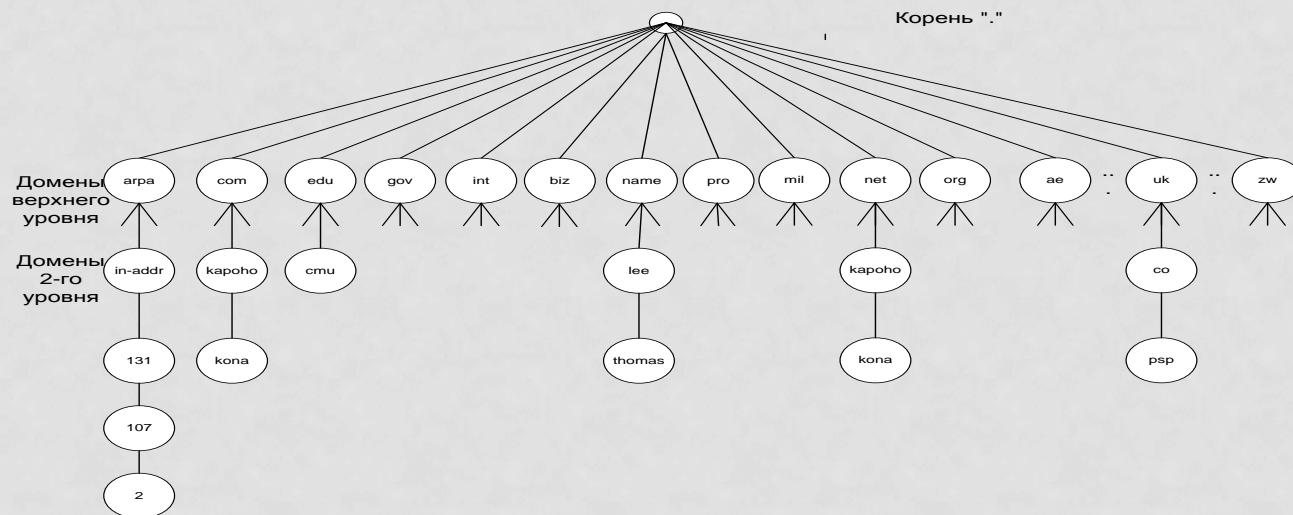 Корень "."
Домены
верхнего
уровня
arpa com edu gov int biz name pro mil net org ae uk zw
Домены
2-го
уровня
in-addr kapoho cmu lee kapoho co
131 kona thomas kona psp
107
2